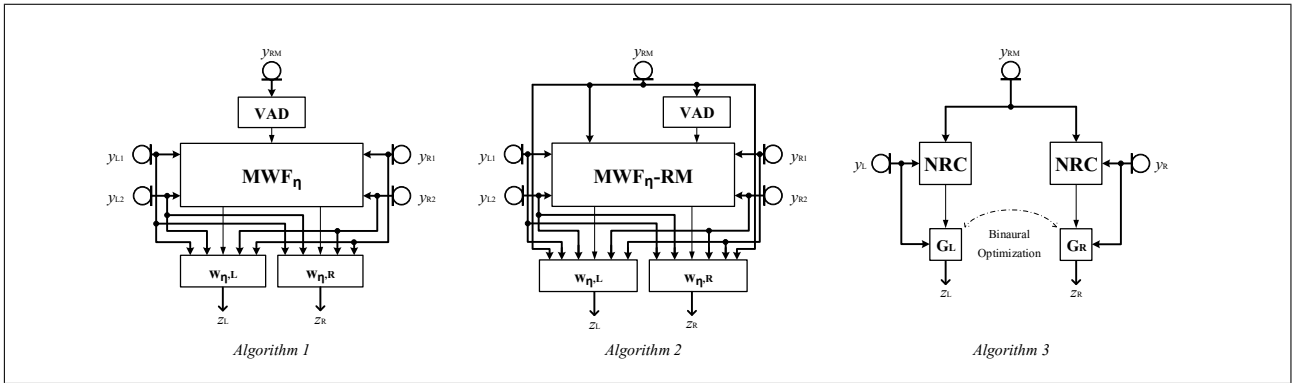 yRM
VAD
yL1
MWFη
yR1
yL2
yR2
wη,L
wη,R
zL
zR
Algorithm 1
yRM
VAD
yL1
MWFη-RM
yR1
yL2
yR2
wη,L
wη,R
zL
zR
Algorithm 2
yRM
yL
NRC
NRC
yR
GL
Binaural
Optimization
GR
zL
zR
Algorithm 3